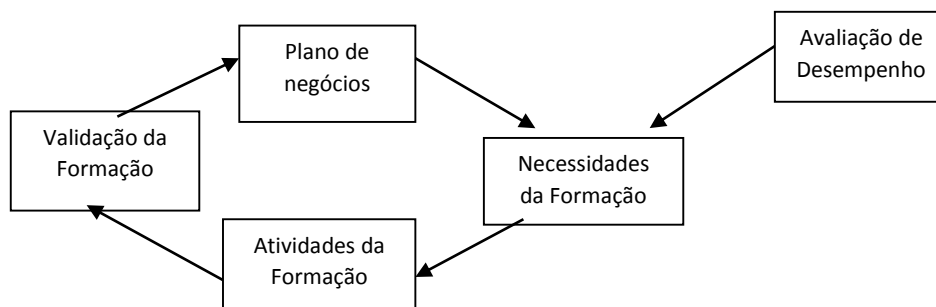 Plano de
negócios
Avaliação de
Desempenho
Validação da
Formação
Necessidades
da Formação
Atividades da
Formação